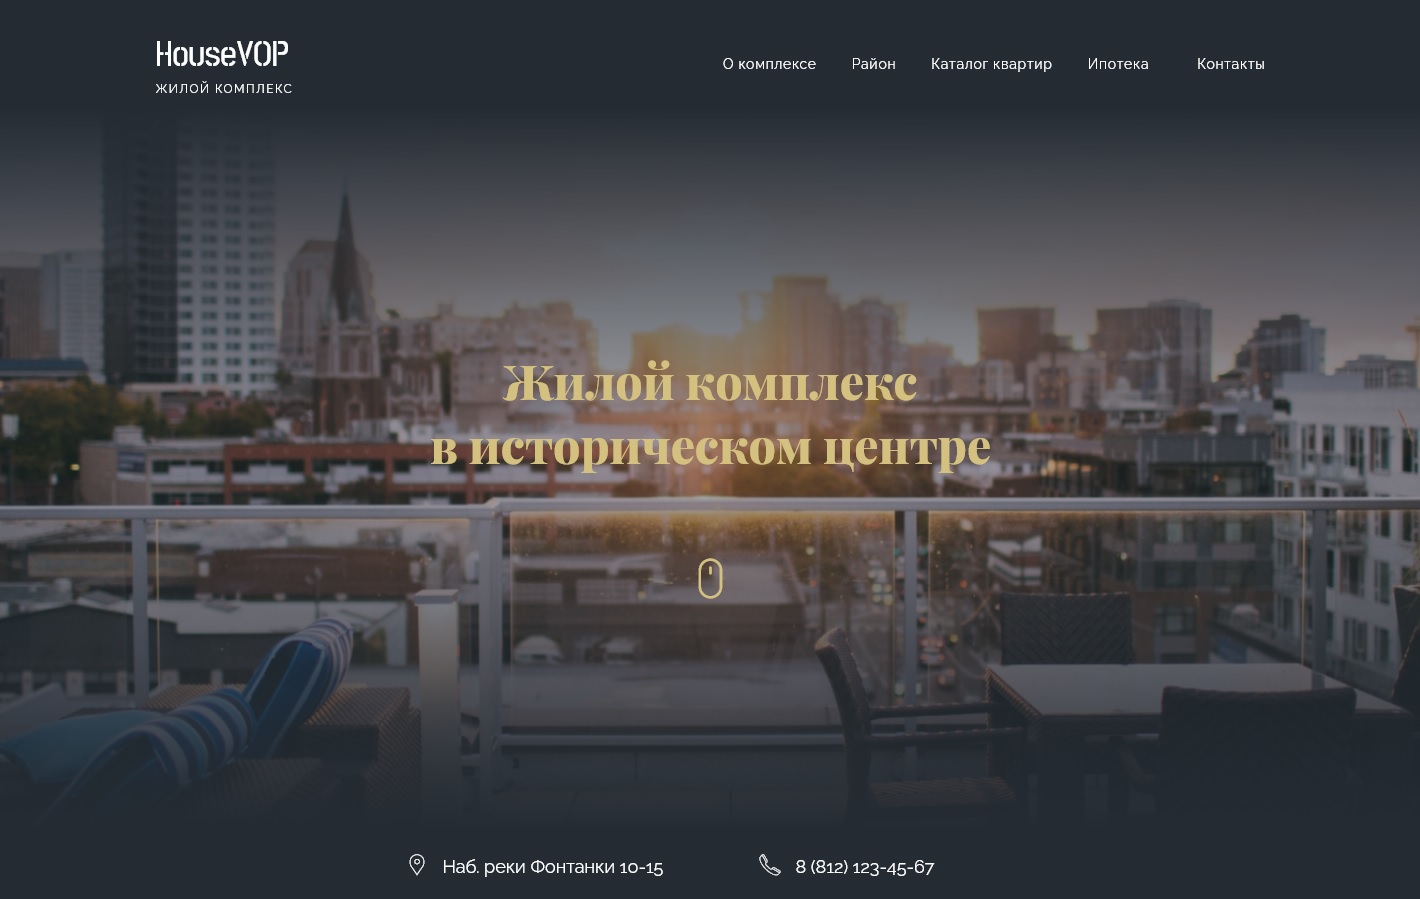 HouseVOP
ЖИЛОЙ КОМПЛЕКС
О комплексе Район Каталог квартир Ипотека Контакты
Жилой комплекс
в историческом центре
Наб. реки Фонтанки 10-15 8 (812) 123-45-67